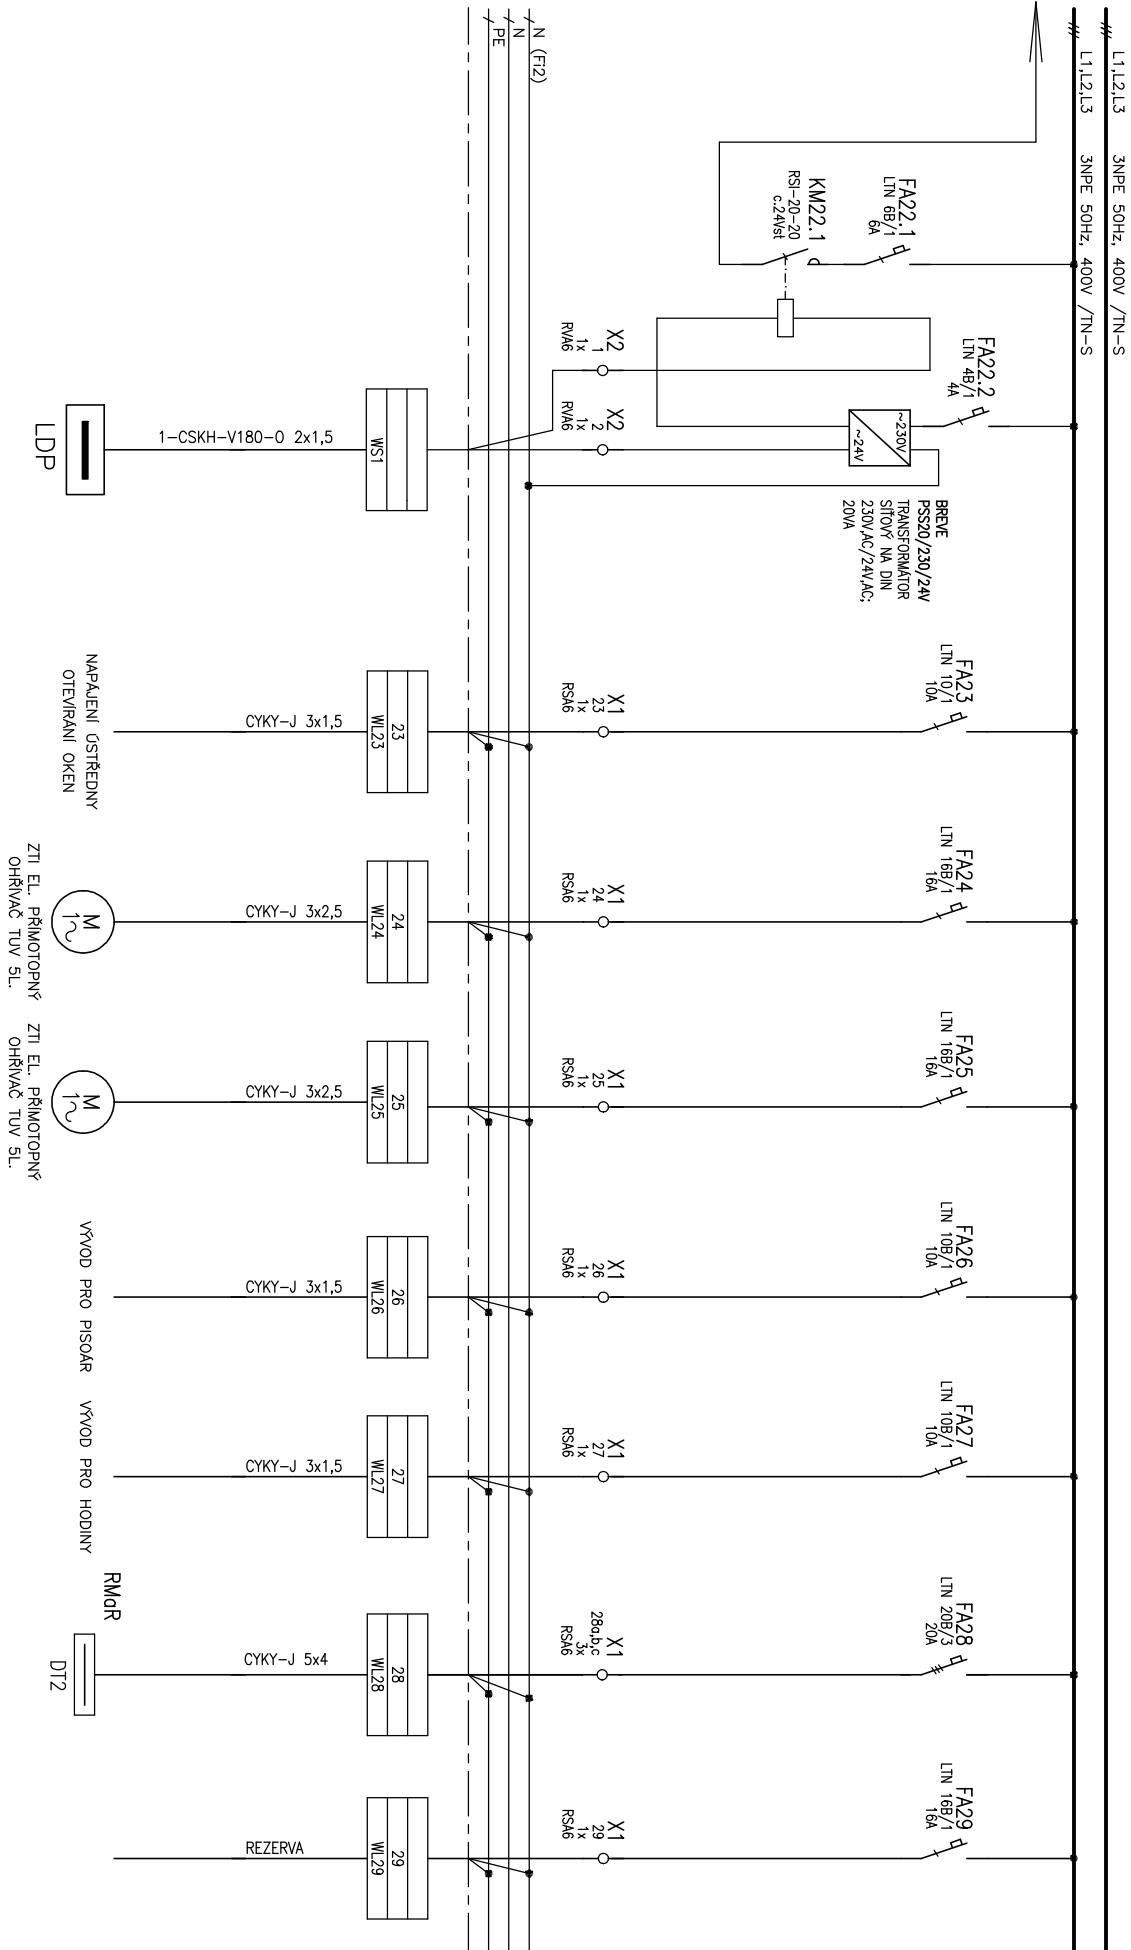 L1,L2,L3 3NPE 50Hz, 400V /TN-S
L1,L2,L3 3NPE 50Hz, 400V /TN-S
N (Fi2)
N
PE
FA22.1
LTN 6B/1
6A
KM22.1
RSI-20-20
c.24Vst
FA22.2
LTN 4B/1
4A
~230V
~24V
BREVE
PSS20/230/24V
TRANSFORMÁTOR
SÍŤOVÝ NA DIN
230V,AC/24V,AC;
20VA
X2
1
1x
RVA6
X2
2
1x
RVA6
WS1
1-CSKH-V180-O 2x1,5
LDP
FA23
LTN 10/1
10A
X1
23
1x
RSA6
23
WL23
CYKY-J 3x1,5
NAPÁJENÍ ÚSTŘEDNY
OTEVÍRÁNÍ OKEN
FA24
LTN 16B/1
16A
X1
24
1x
RSA6
24
WL24
CYKY-J 3x2,5
M
1~
ZTI EL. PŘÍMOTOPNÝ
OHŘÍVAČ TUV 5L.
FA25
LTN 16B/1
16A
X1
25
1x
RSA6
25
WL25
CYKY-J 3x2,5
M
1~
ZTI EL. PŘÍMOTOPNÝ
OHŘÍVAČ TUV 5L.
FA26
LTN 10B/1
10A
X1
26
1x
RSA6
26
WL26
CYKY-J 3x1,5
VÝVOD PRO PISOÁR
FA27
LTN 10B/1
10A
X1
27
1x
RSA6
27
WL27
CYKY-J 3x1,5
VÝVOD PRO HODINY
FA28
LTN 20B/3
20A
X1
28a,b,c
3x
RSA6
28
WL28
CYKY-J 5x4
RMaR
DT2
FA29
LTN 16B/1
16A
X1
29
1x
RSA6
29
WL29
REZERVA